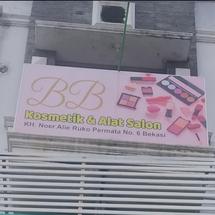 BB
Kosmetik & Alat Salon
KH. Noer Alie Ruko Permata No. 6 Bekasi